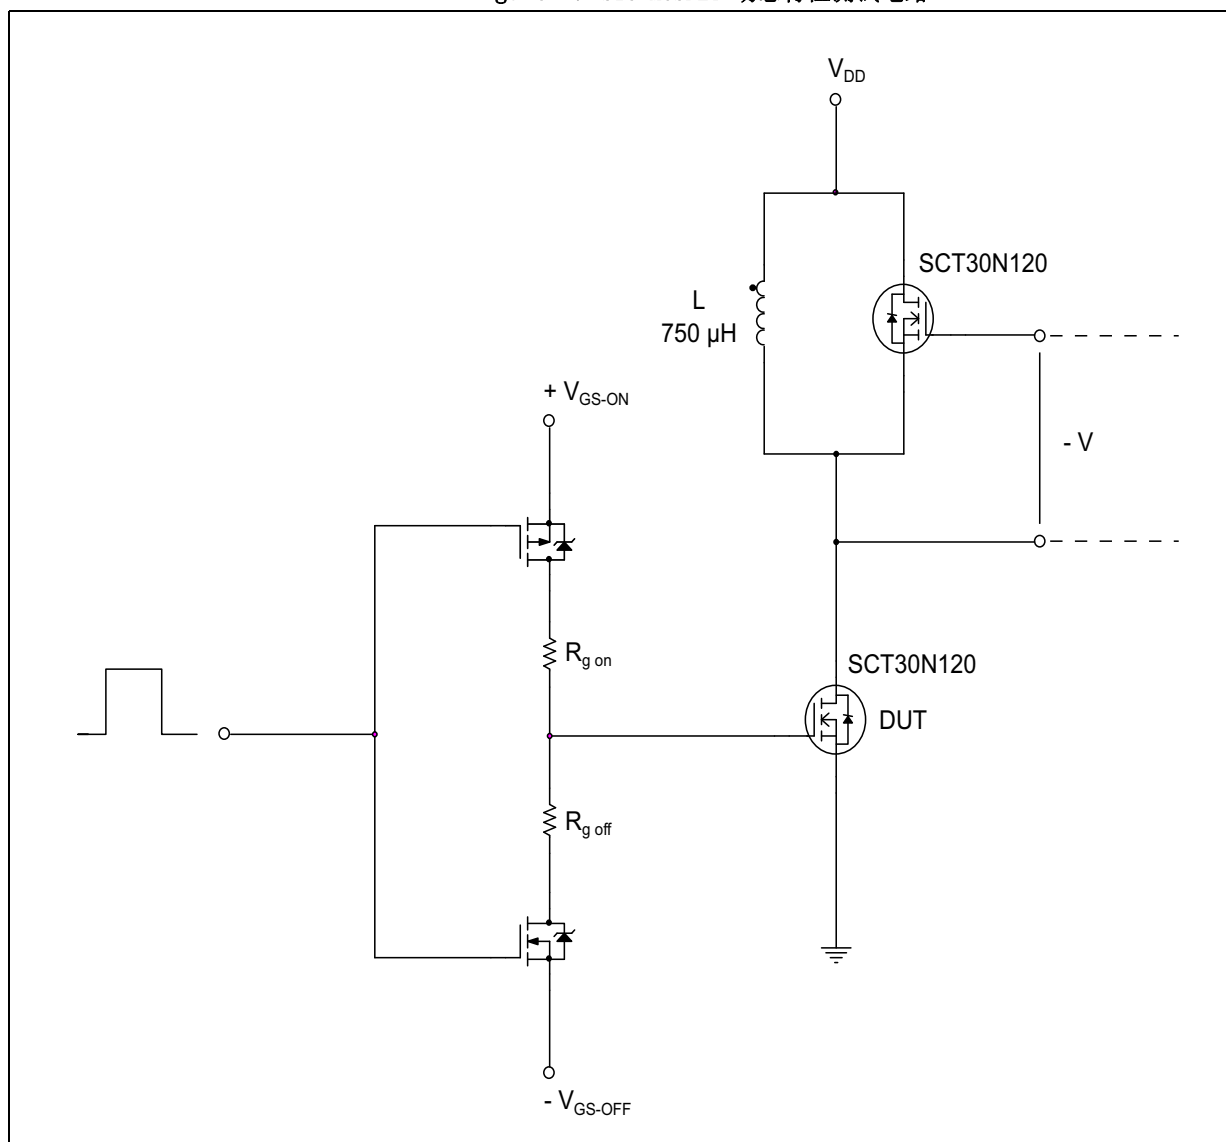 V_DD
SCT30N120
L
750 µH
+ V_GS-ON
- V
R_g on
SCT30N120
DUT
R_g off
- V_GS-OFF